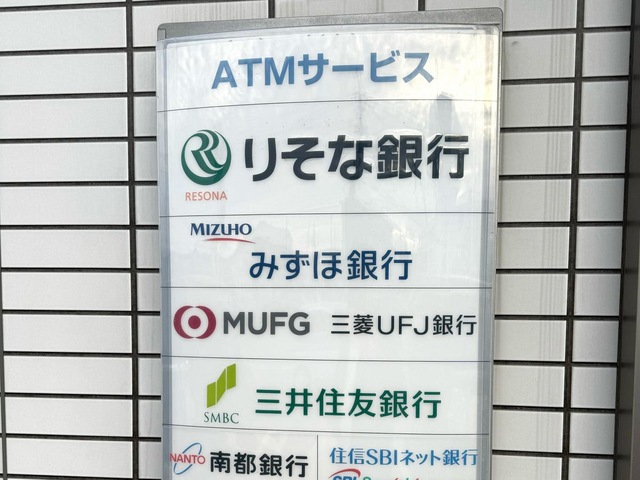 ATMサービス
RESONA
りそな銀行
MIZUHO
みずほ銀行
MUFG 三菱UFJ銀行
SMBC
三井住友銀行
NANTO 南都銀行
住信SBIネット銀行